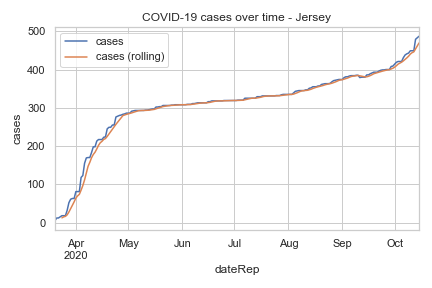 COVID-19 cases over time - Jersey
cases
cases (rolling)
500
400
300
200
100
0
cases
Apr May Jun Jul Aug Sep Oct
2020
dateRep